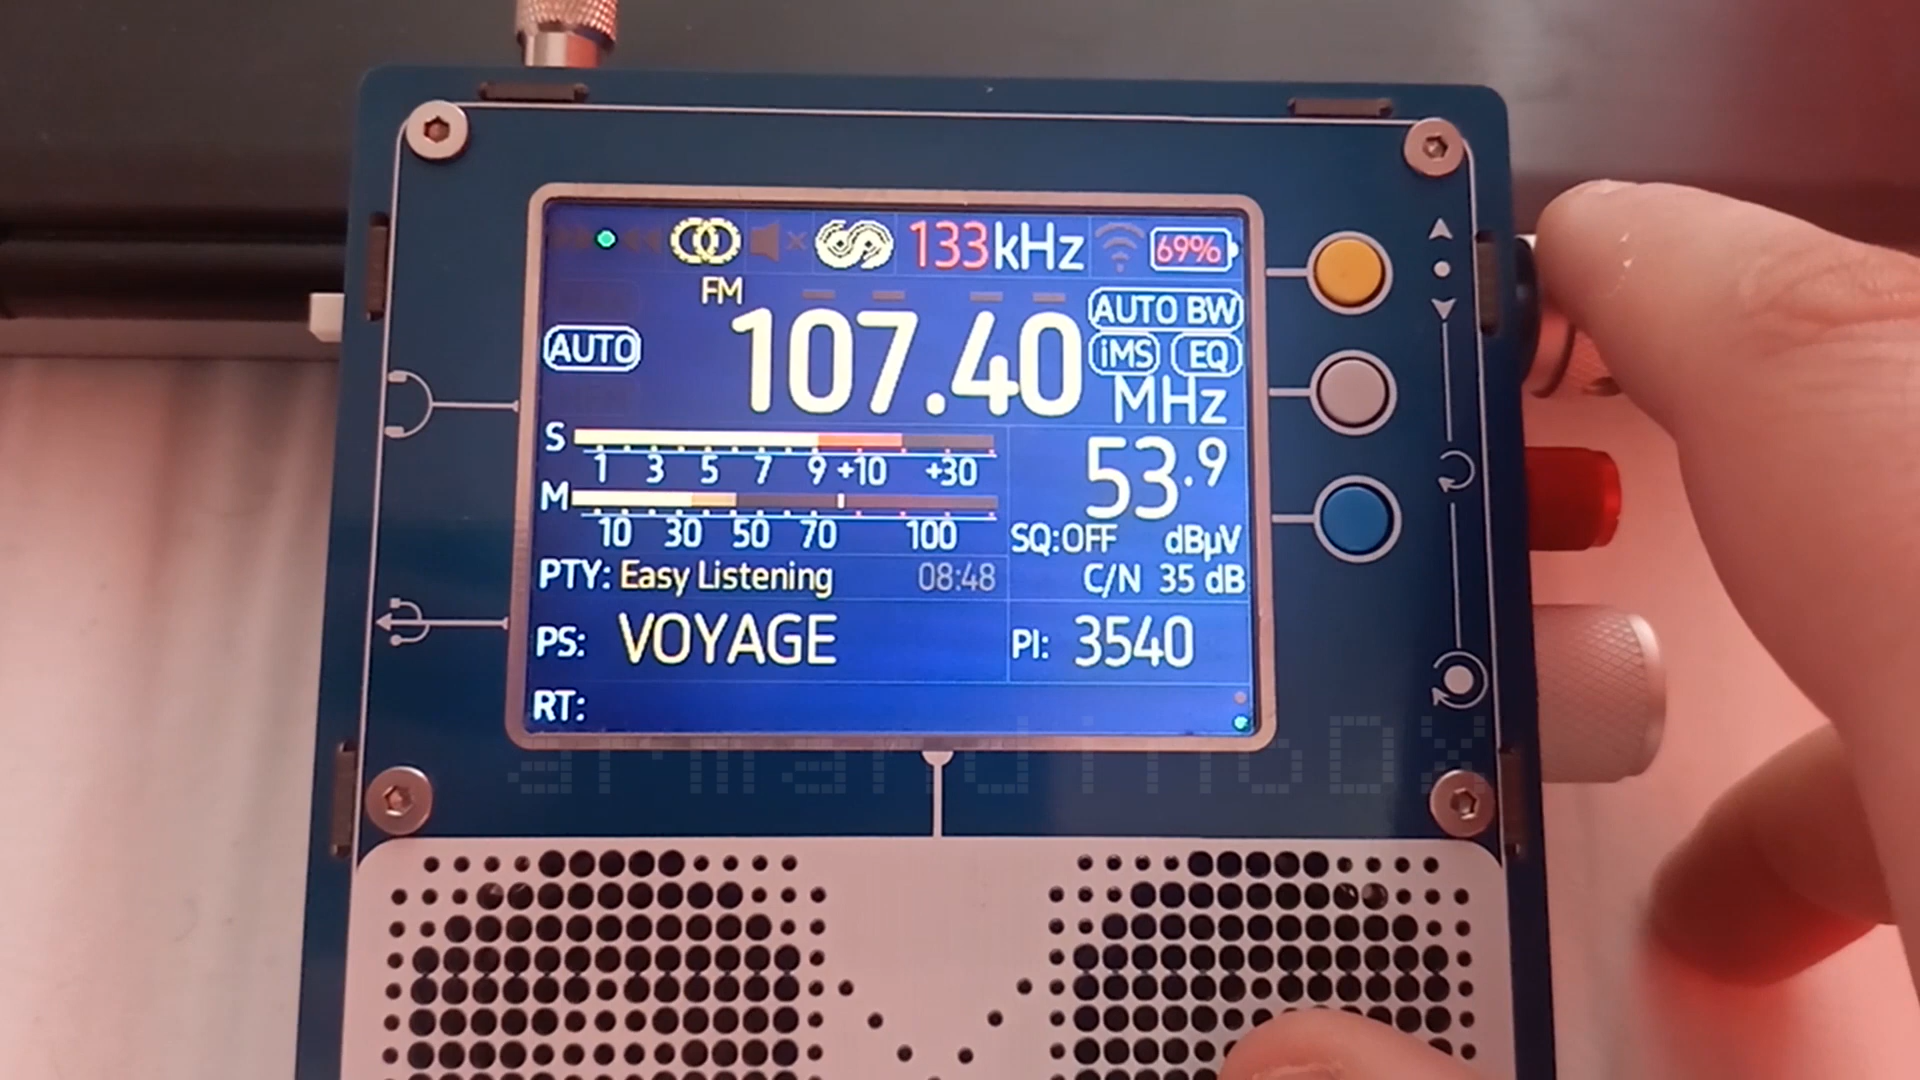 133kHz 69%
FM
AUTO BW
AUTO 107.40 iMS EQ
MHz
S
1 3 5 7 9 +10 +30
53.9
M
10 30 50 70 100
SQ:OFF dBµV
PTY: Easy Listening 08:48 C/N 35 dB
PS: VOYAGE PI: 3540
RT:
armandinoDX